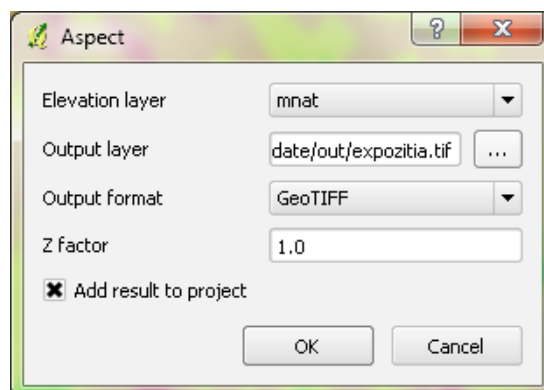 Aspect
Elevation layer mnat
Output layer date/out/expozitia.tif ...
Output format GeoTIFF
Z factor 1.0
Add result to project
OK Cancel